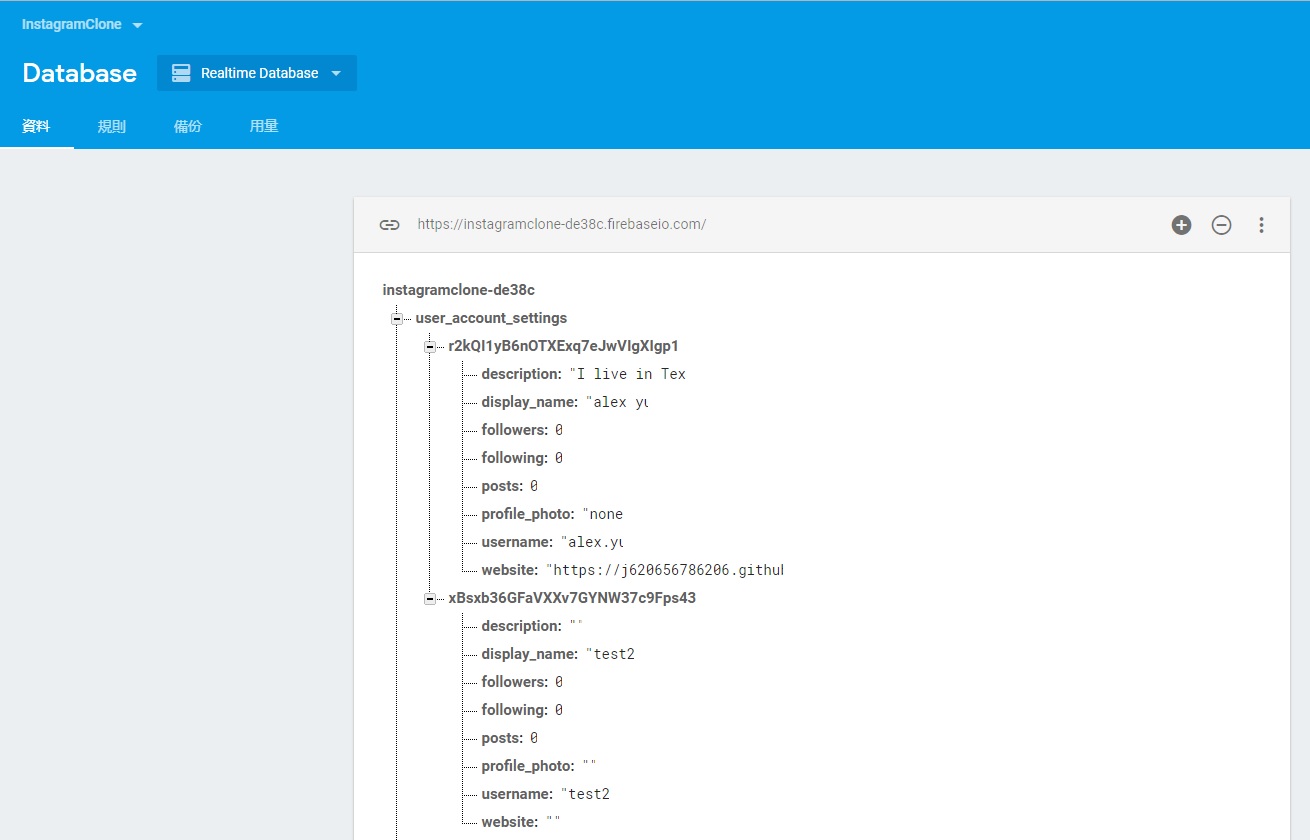 InstagramClone
Database Realtime Database
資料 規則 備份 用量
https://instagramclone-de38c.firebaseio.com/
instagramclone-de38c
user_account_settings
r2kQI1yB6nOTXExq7eJwVIgXIgp1
description: "I live in Tex
display_name: "alex yu
followers: 0
following: 0
posts: 0
profile_photo: "none
username: "alex.yu
website: "https://j620656786206.github
xBsxb36GFaVXXv7GYNW37c9Fps43
description: ""
display_name: "test2
followers: 0
following: 0
posts: 0
profile_photo: ""
username: "test2
website: ""